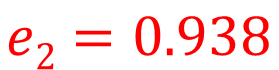 e₂ = 0.938